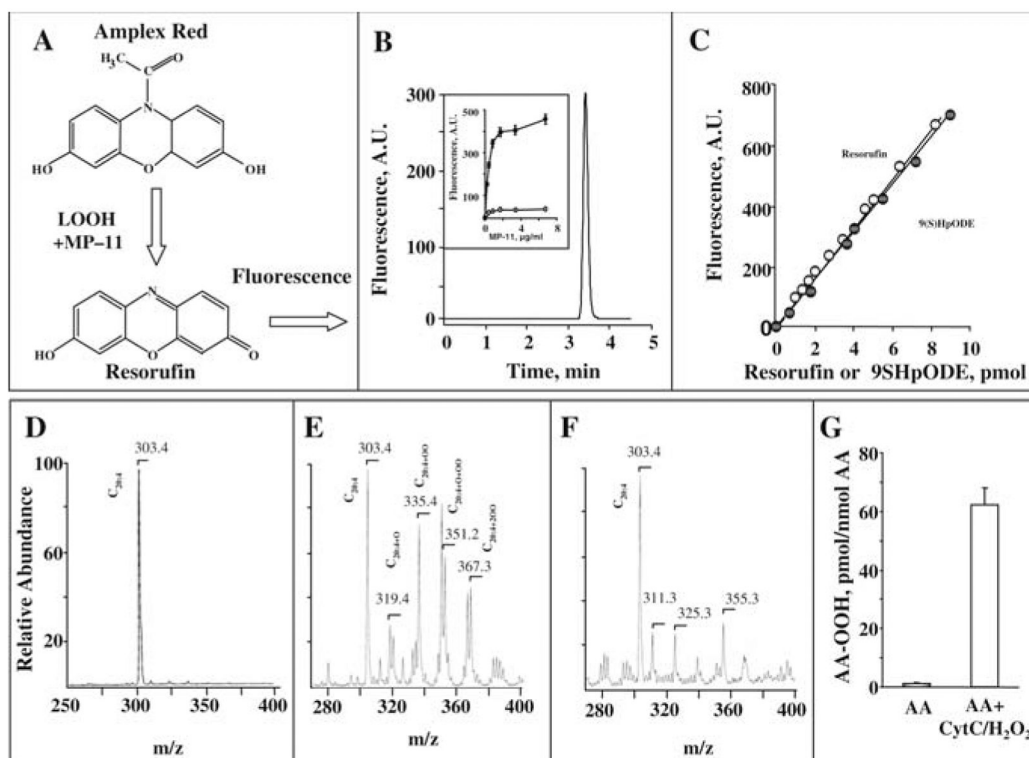 A
Amplex Red
H₃C
C
O
N
HO
O
OH
LOOH
+MP–11
Fluorescence
N
HO
O
O
Resorufin
B
Fluorescence, A.U.
300
200
100
0
0 1 2 3 4 5
Time, min
Fluorescence, A.U.
500
300
100
0 4 8
MP-11, µg/ml
C
Fluorescence, A.U.
800
600
400
200
0
Resorufin
9(S)HpODE
0 2 4 6 8 10
Resorufin or 9SHpODE, pmol
D
Relative Abundance
100
60
20
C20:4
303.4
250 300 350 400
m/z
E
303.4
C20:4
319.4
C20:4+O
335.4
C20:4+OO
351.2
C20:4+O+OO
367.3
C20:4+2OO
280 320 360 400
m/z
F
303.4
C20:4
311.3
325.3
355.3
280 320 360 400
m/z
G
AA-OOH, pmol/nmol AA
80
60
40
20
0
AA
AA+
CytC/H₂O₂